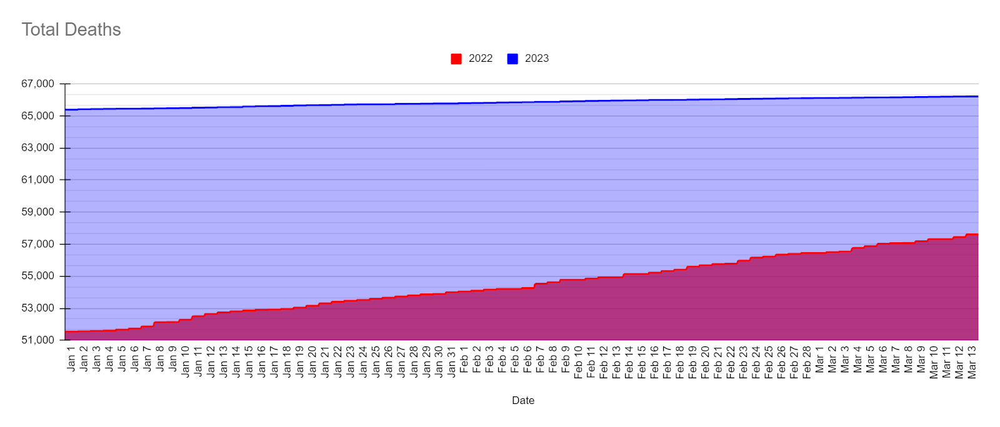 Total Deaths
2022 2023
67,000
65,000
63,000
61,000
59,000
57,000
55,000
53,000
51,000
Jan 1
Jan 2
Jan 3
Jan 4
Jan 5
Jan 6
Jan 7
Jan 8
Jan 9
Jan 10
Jan 11
Jan 12
Jan 13
Jan 14
Jan 15
Jan 16
Jan 17
Jan 18
Jan 19
Jan 20
Jan 21
Jan 22
Jan 23
Jan 24
Jan 25
Jan 26
Jan 27
Jan 28
Jan 29
Jan 30
Jan 31
Feb 1
Feb 2
Feb 3
Feb 4
Feb 5
Feb 6
Feb 7
Feb 8
Feb 9
Feb 10
Feb 11
Feb 12
Feb 13
Feb 14
Feb 15
Feb 16
Feb 17
Feb 18
Feb 19
Feb 20
Feb 21
Feb 22
Feb 23
Feb 24
Feb 25
Feb 26
Feb 27
Feb 28
Mar 1
Mar 2
Mar 3
Mar 4
Mar 5
Mar 6
Mar 7
Mar 8
Mar 9
Mar 10
Mar 11
Mar 12
Mar 13
Date